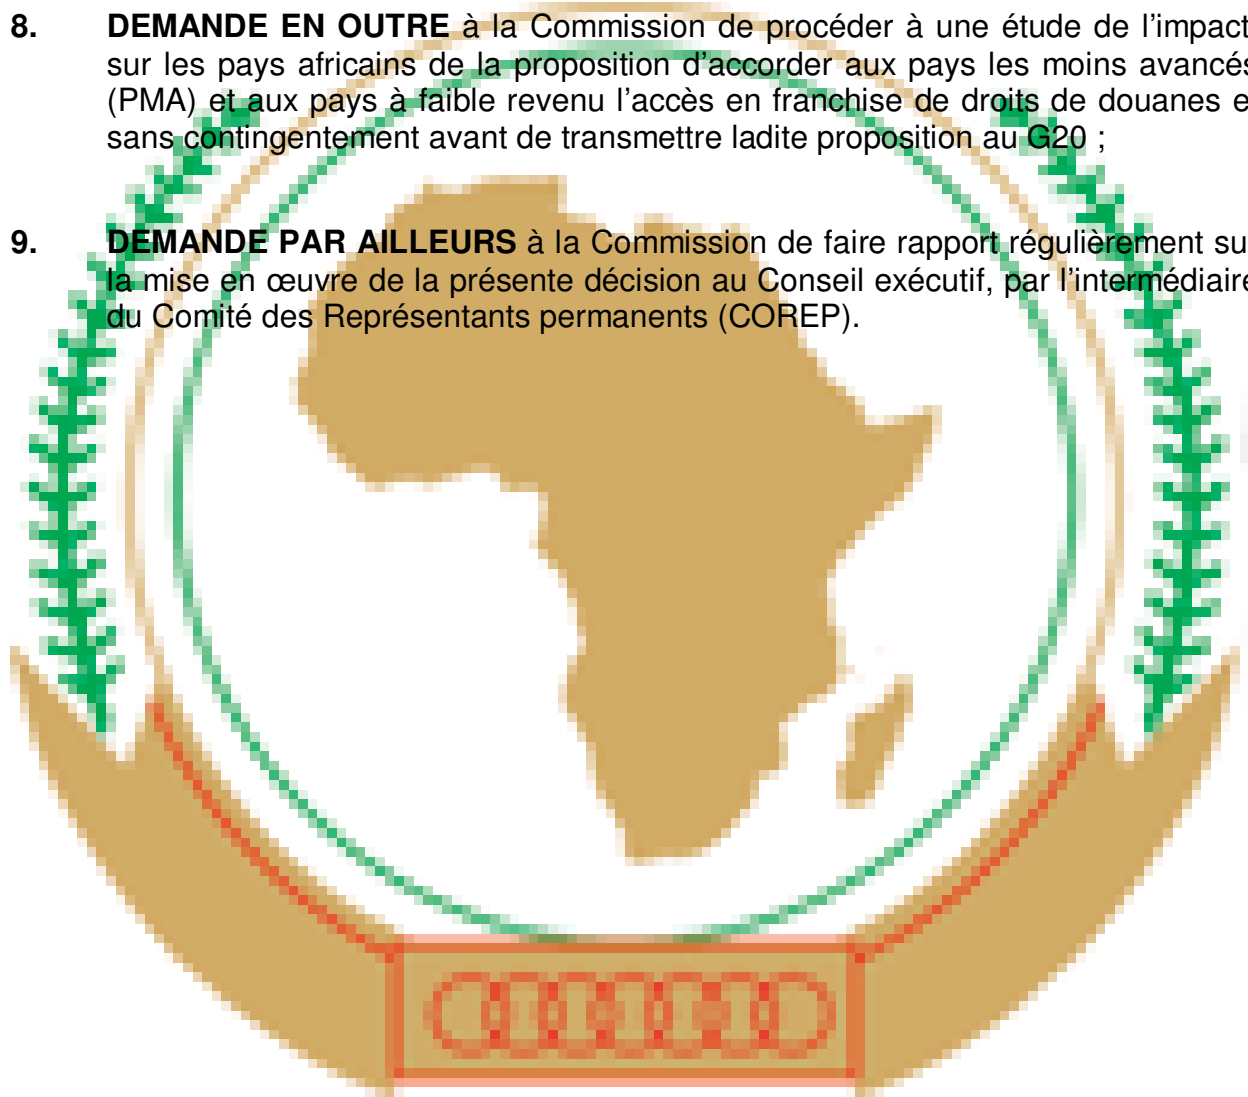 8. DEMANDE EN OUTRE à la Commission de procéder à une étude de l’impact
sur les pays africains de la proposition d’accorder aux pays les moins avancés
(PMA) et aux pays à faible revenu l’accès en franchise de droits de douanes e
sans contingentement avant de transmettre ladite proposition au G20 ;
9. DEMANDE PAR AILLEURS à la Commission de faire rapport régulièrement su
la mise en œuvre de la présente décision au Conseil exécutif, par l’intermédiaire
du Comité des Représentants permanents (COREP).